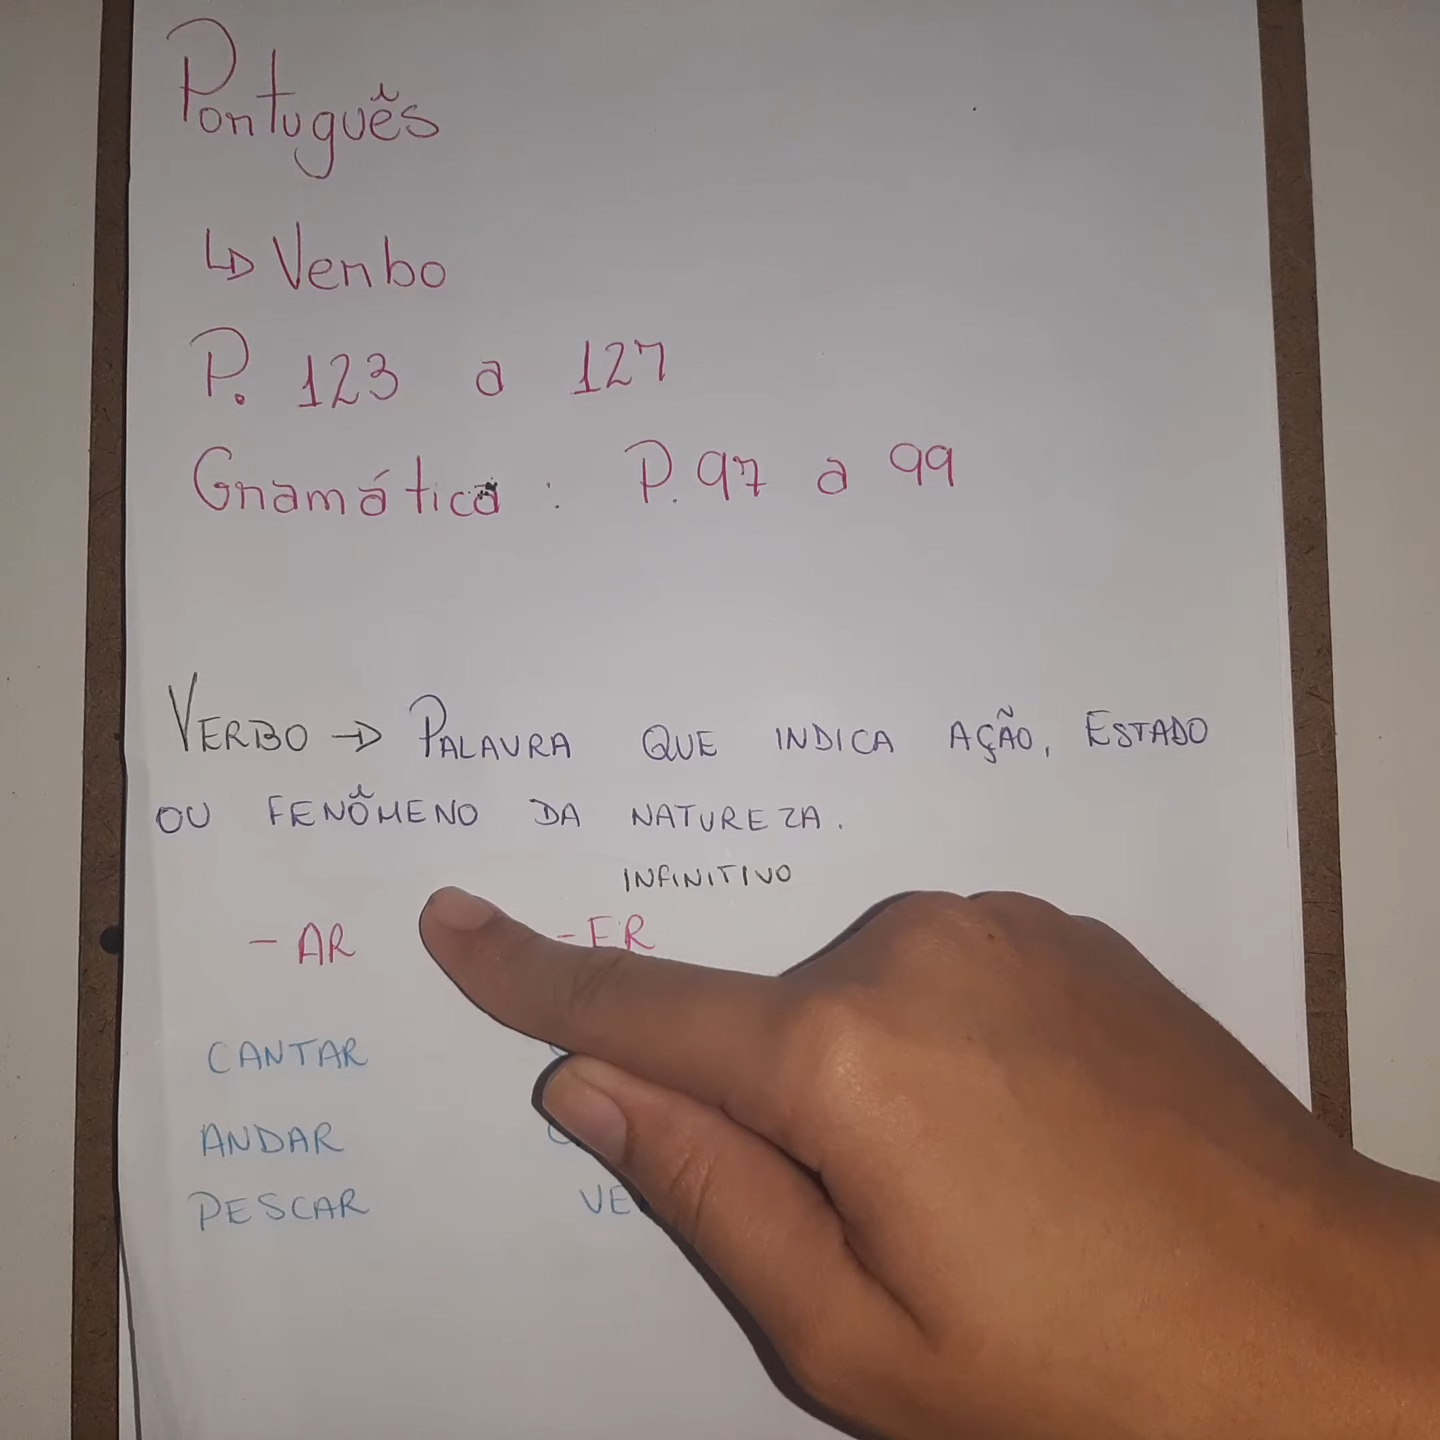 Português
↳ Verbo
P. 123 a 127
Gramática : P. 97 a 99
VERBO → PALAVRA QUE INDICA AÇÃO, ESTADO
OU FENÔMENO DA NATUREZA.
INFINITIVO
- AR - ER
CANTAR
ANDAR
PESCAR